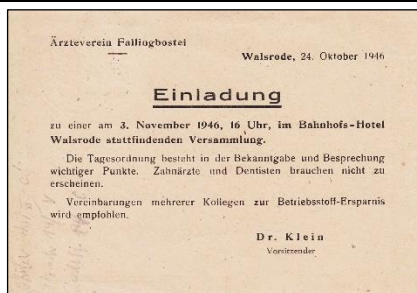 Ärzteverein Fallingbostel
Walsrode, 24. Oktober 1946
Einladung
zu einer am 3. November 1946, 16 Uhr, im Bahnhofs-Hotel
Walsrode stattfindenden Versammlung.
Die Tagesordnung besteht in der Bekanntgabe und Besprechung
wichtiger Punkte. Zahnärzte und Dentisten brauchen nicht zu
erscheinen.
Vereinbarungen mehrerer Kollegen zur Betriebsstoff-Ersparnis
wird empfohlen.
Dr. Klein
Vorsitzender